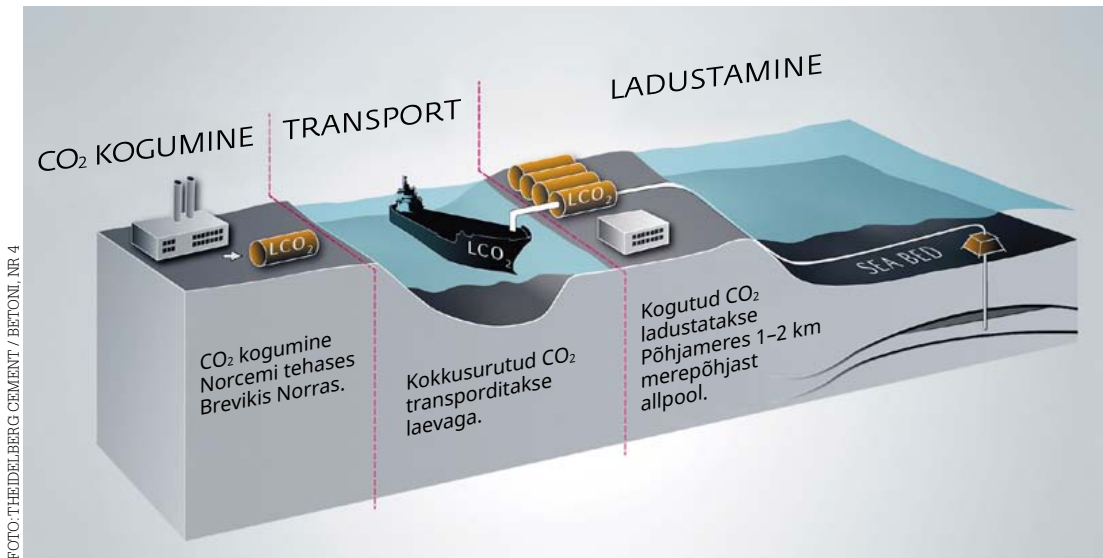 CO₂ KOGUMINE
TRANSPORT
LADUSTAMINE
LCO₂
LCO₂
LCO₂
SEA BED
CO₂ kogumine
Norcemi tehases
Brevikis Norras.
Kokkusurutud CO₂
transporditakse
laevaga.
Kogutud CO₂
ladustatakse
Põhjameres 1–2 km
merepõhjast
allpool.
FOTO: THEIDELBERG CEMENT / BETONI, NR 4